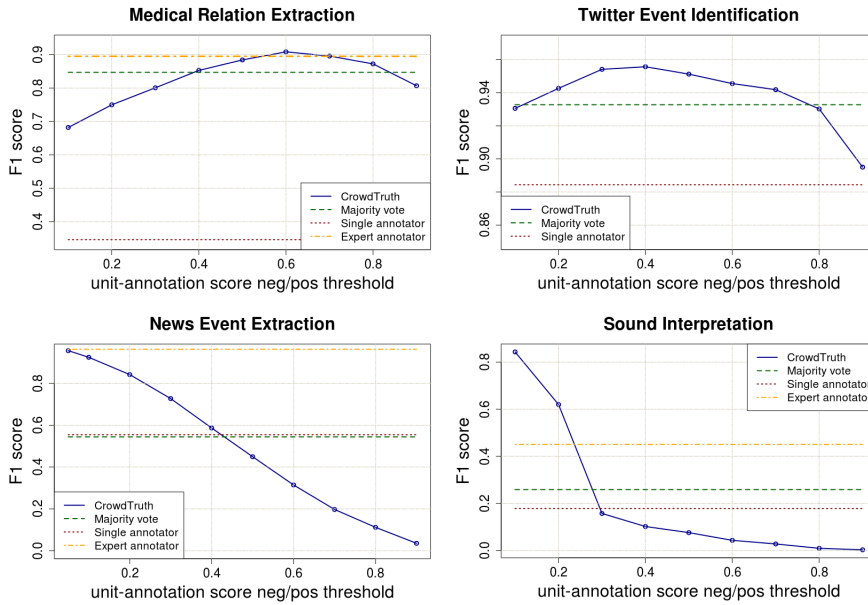 Medical Relation Extraction
F1 score
0.9
0.8
0.7
0.6
0.5
0.4
CrowdTruth
Majority vote
Single annotator
Expert annotator
0.2 0.4 0.6 0.8
unit-annotation score neg/pos threshold
Twitter Event Identification
F1 score
0.94
0.90
0.86
CrowdTruth
Majority vote
Single annotator
0.2 0.4 0.6 0.8
unit-annotation score neg/pos threshold
News Event Extraction
F1 score
0.8
0.6
0.4
0.2
0.0
CrowdTruth
Majority vote
Single annotator
Expert annotator
0.2 0.4 0.6 0.8
unit-annotation score neg/pos threshold
Sound Interpretation
F1 score
0.8
0.6
0.4
0.2
0.0
CrowdTruth
Majority vote
Single annotator
Expert annotato
0.2 0.4 0.6 0.8
unit-annotation score neg/pos threshold